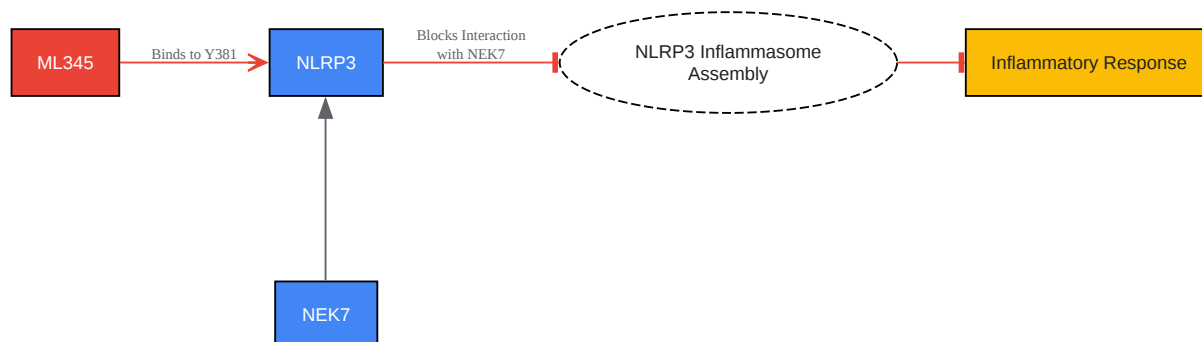 ML345
Binds to Y381
NLRP3
Blocks Interaction
with NEK7
NLRP3 Inflammasome
Assembly
Inflammatory Response
NEK7